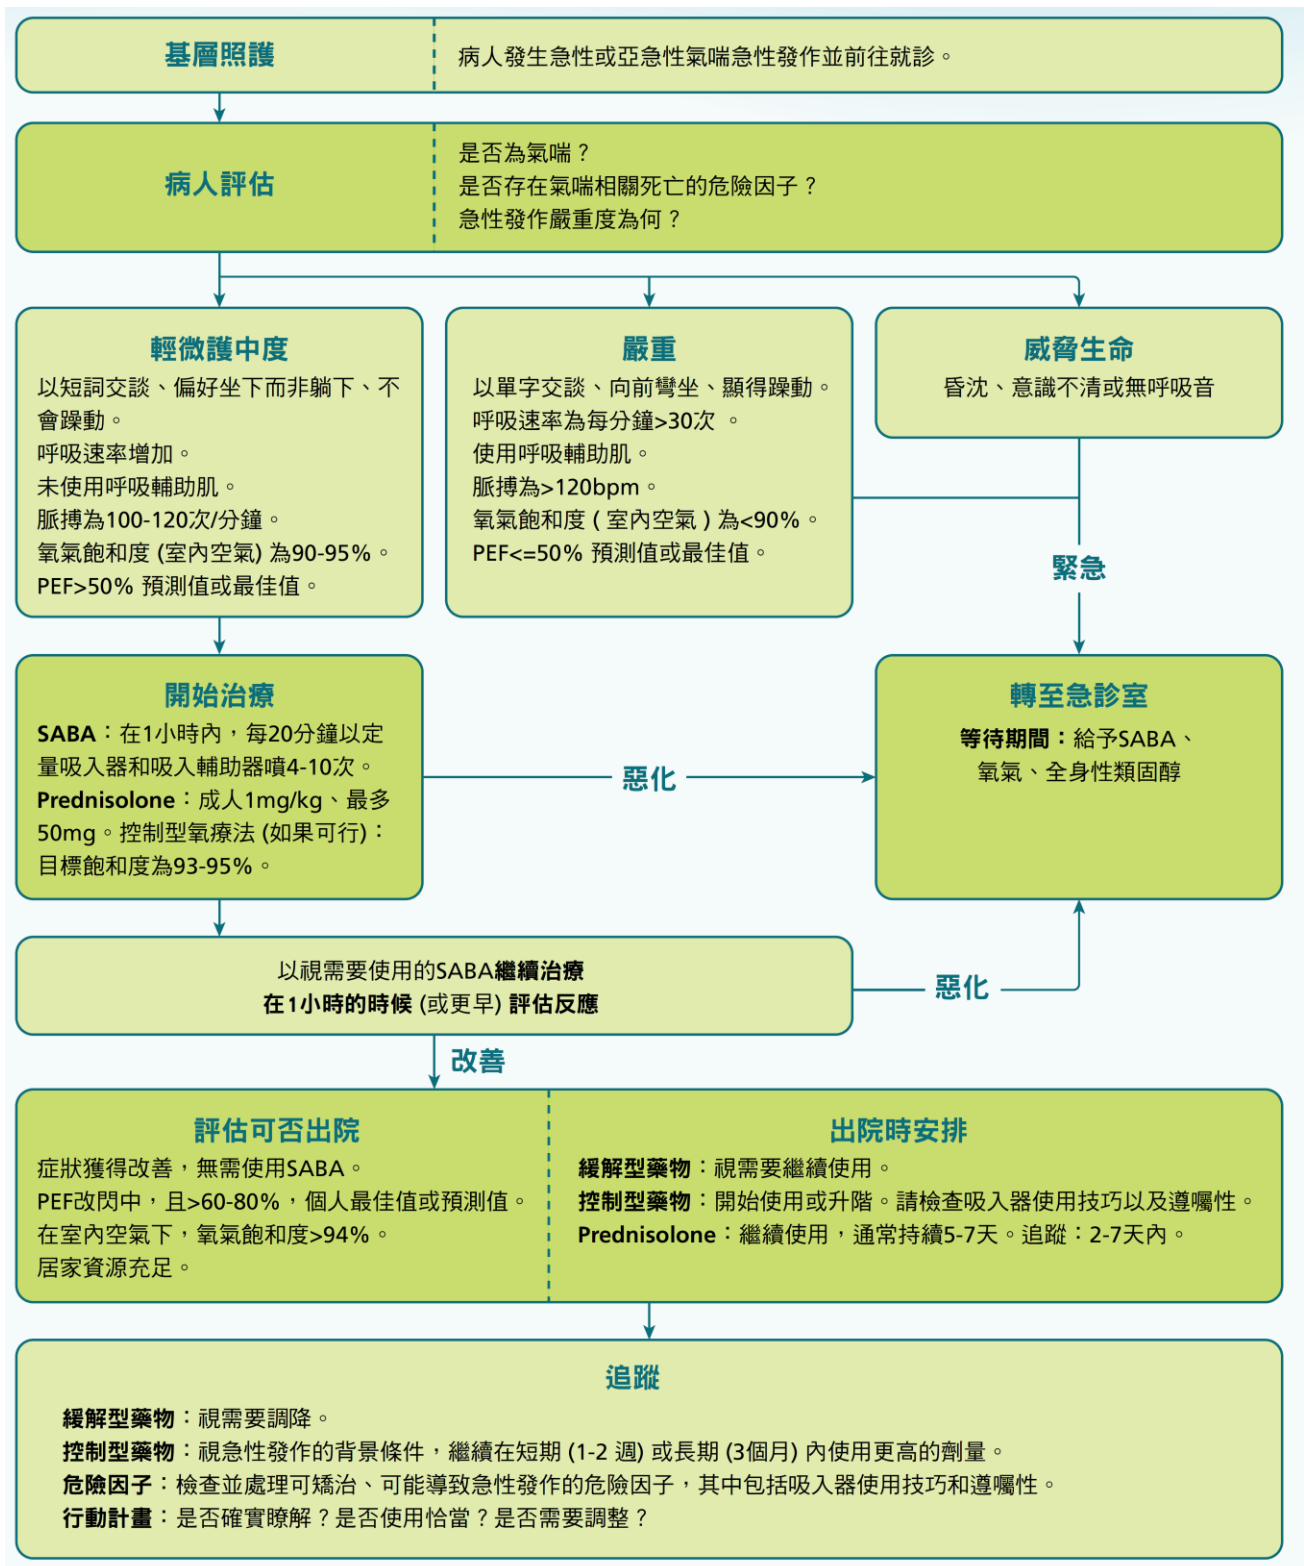 基層照護
病人發生急性或亞急性氣喘急性發作並前往就診。
病人評估
是否為氣喘？
是否存在氣喘相關死亡的危險因子？
急性發作嚴重度為何？
輕微護中度
以短詞交談、偏好坐下而非躺下、不
會躁動。
呼吸速率增加。
未使用呼吸輔助肌。
脈搏為100-120次/分鐘。
氧氣飽和度 (室內空氣) 為90-95%。
PEF>50% 預測值或最佳值。
嚴重
以單字交談、向前彎坐、顯得躁動。
呼吸速率為每分鐘>30次 。
使用呼吸輔助肌。
脈搏為>120bpm。
氧氣飽和度 ( 室內空氣 ) 為<90%。
PEF<=50% 預測值或最佳值。
威脅生命
昏沈、意識不清或無呼吸音
緊急
開始治療
SABA：在1小時內，每20分鐘以定
量吸入器和吸入輔助器噴4-10次。
Prednisolone：成人1mg/kg、最多
50mg。控制型氧療法 (如果可行)：
目標飽和度為93-95%。
惡化
轉至急診室
等待期間：給予SABA、
氧氣、全身性類固醇
以視需要使用的SABA繼續治療
在1小時的時候 (或更早) 評估反應
惡化
改善
評估可否出院
症狀獲得改善，無需使用SABA。
PEF改閃中，且>60-80%，個人最佳值或預測值。
在室內空氣下，氧氣飽和度>94%。
居家資源充足。
出院時安排
緩解型藥物：視需要繼續使用。
控制型藥物：開始使用或升階。請檢查吸入器使用技巧以及遵囑性。
Prednisolone：繼續使用，通常持續5-7天。追蹤：2-7天內。
追蹤
緩解型藥物：視需要調降。
控制型藥物：視急性發作的背景條件，繼續在短期 (1-2 週) 或長期 (3個月) 內使用更高的劑量。
危險因子：檢查並處理可矯治、可能導致急性發作的危險因子，其中包括吸入器使用技巧和遵囑性。
行動計畫：是否確實瞭解？是否使用恰當？是否需要調整？